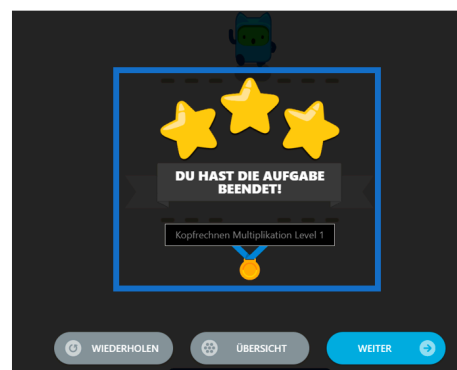 DU HAST DIE AUFGABE
BEENDET!
Kopfrechnen Multiplikation Level 1
WIEDERHOLEN
ÜBERSICHT
WEITER